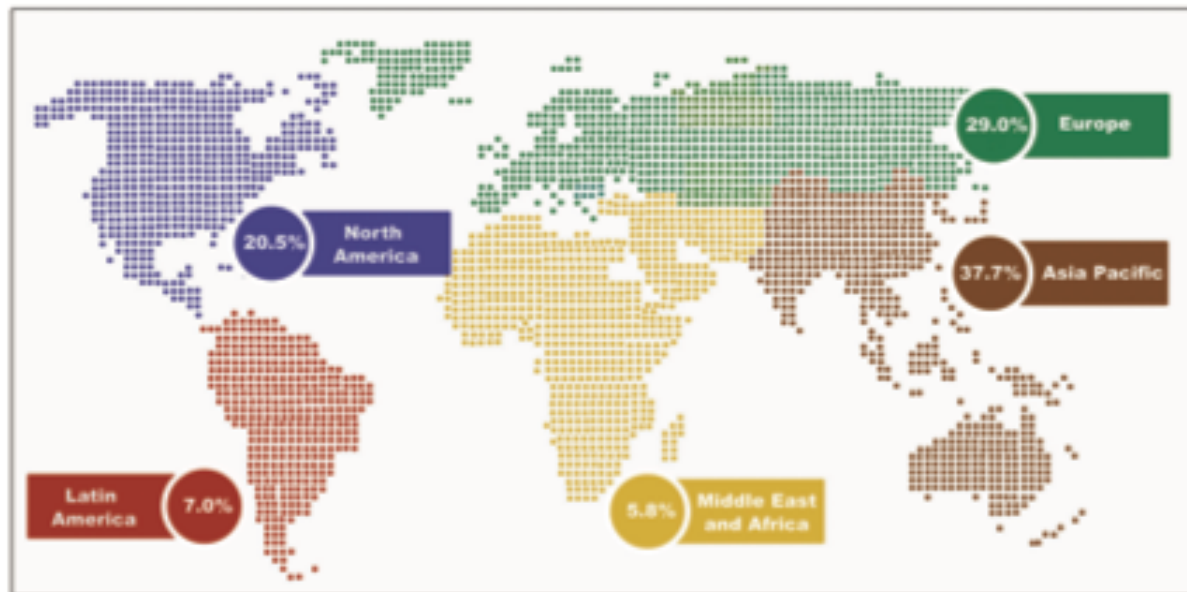 29.0%
Europe
20.5%
North
America
37.7%
Asia Pacific
Latin
America
7.0%
5.8%
Middle East
and Africa